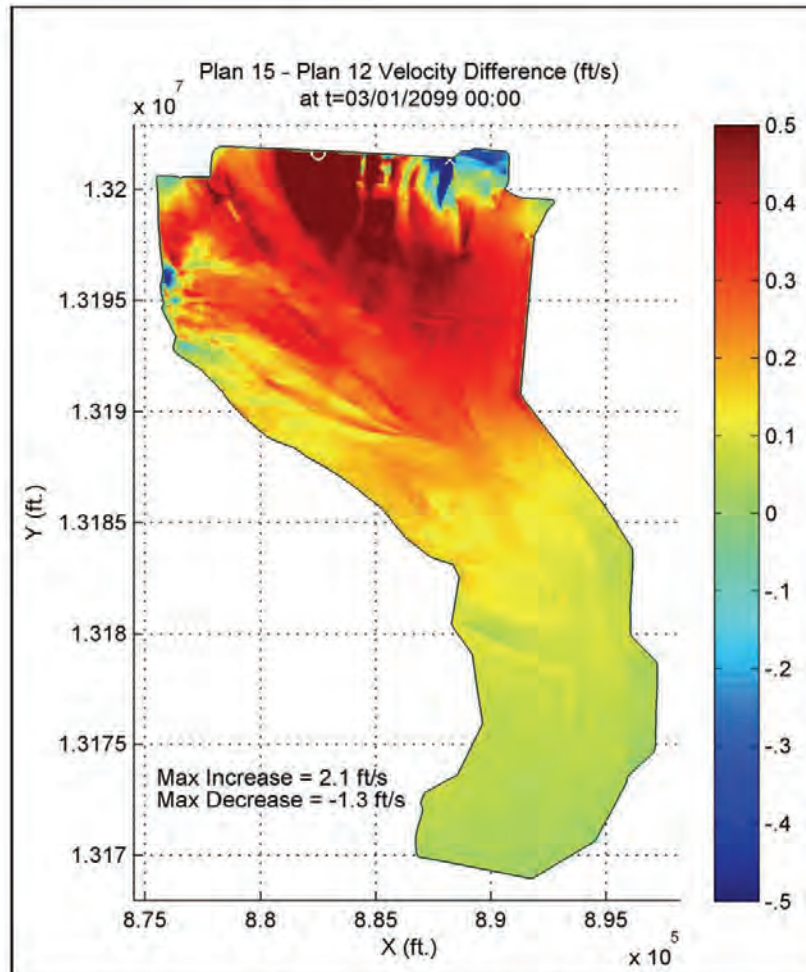 Plan 15 - Plan 12 Velocity Difference (ft/s)
at t=03/01/2099 00:00
x 10^7
1.32
1.3195
1.319
1.3185
1.318
1.3175
1.317
Y (ft.)
Max Increase = 2.1 ft/s
Max Decrease = -1.3 ft/s
8.75 8.8 8.85 8.9 8.95
X (ft.)
x 10^5
0.5
0.4
0.3
0.2
0.1
0
-.1
-.2
-.3
-.4
-.5